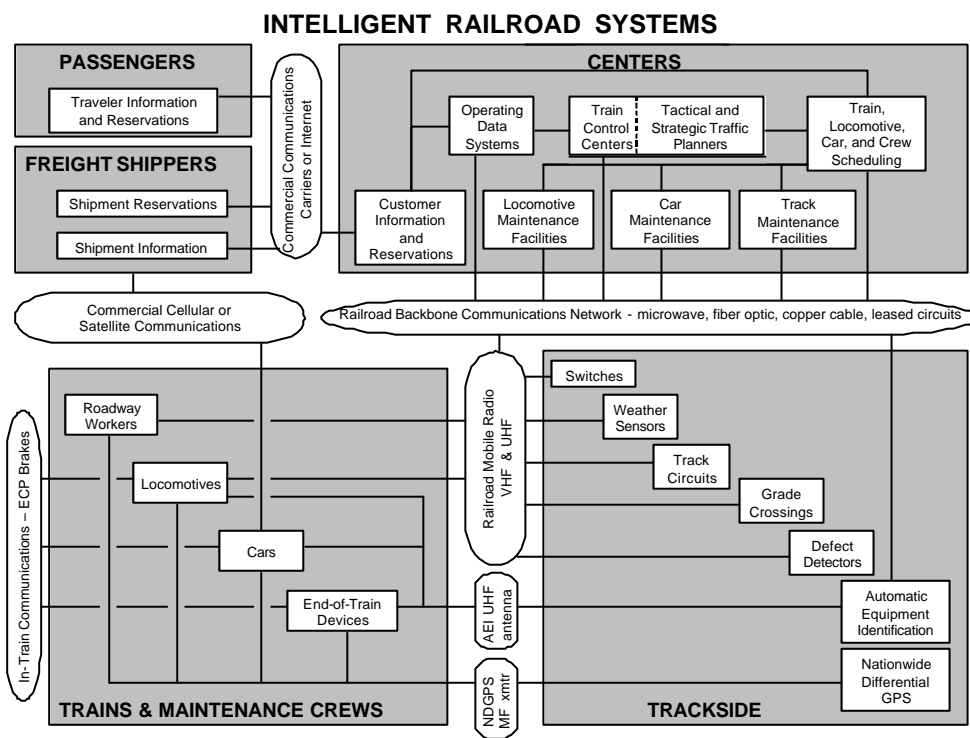 INTELLIGENT RAILROAD SYSTEMS
PASSENGERS
Traveler Information
and Reservations
FREIGHT SHIPPERS
Shipment Reservations
Shipment Information
Commercial Communications
Carriers or Internet
CENTERS
Operating
Data
Systems
Train
Control
Centers
Tactical and
Strategic Traffic
Planners
Train,
Locomotive,
Car, and Crew
Scheduling
Customer
Information
and
Reservations
Locomotive
Maintenance
Facilities
Car
Maintenance
Facilities
Track
Maintenance
Facilities
Commercial Cellular or
Satellite Communications
Railroad Backbone Communications Network - microwave, fiber optic, copper cable, leased circuits
In-Train Communications – ECP Brakes
Roadway
Workers
Locomotives
Cars
End-of-Train
Devices
TRAINS & MAINTENANCE CREWS
Railroad Mobile Radio
VHF & UHF
AEI UHF
antenna
NDGPS
MF xmtr
Switches
Weather
Sensors
Track
Circuits
Grade
Crossings
Defect
Detectors
Automatic
Equipment
Identification
Nationwide
Differential
GPS
TRACKSIDE